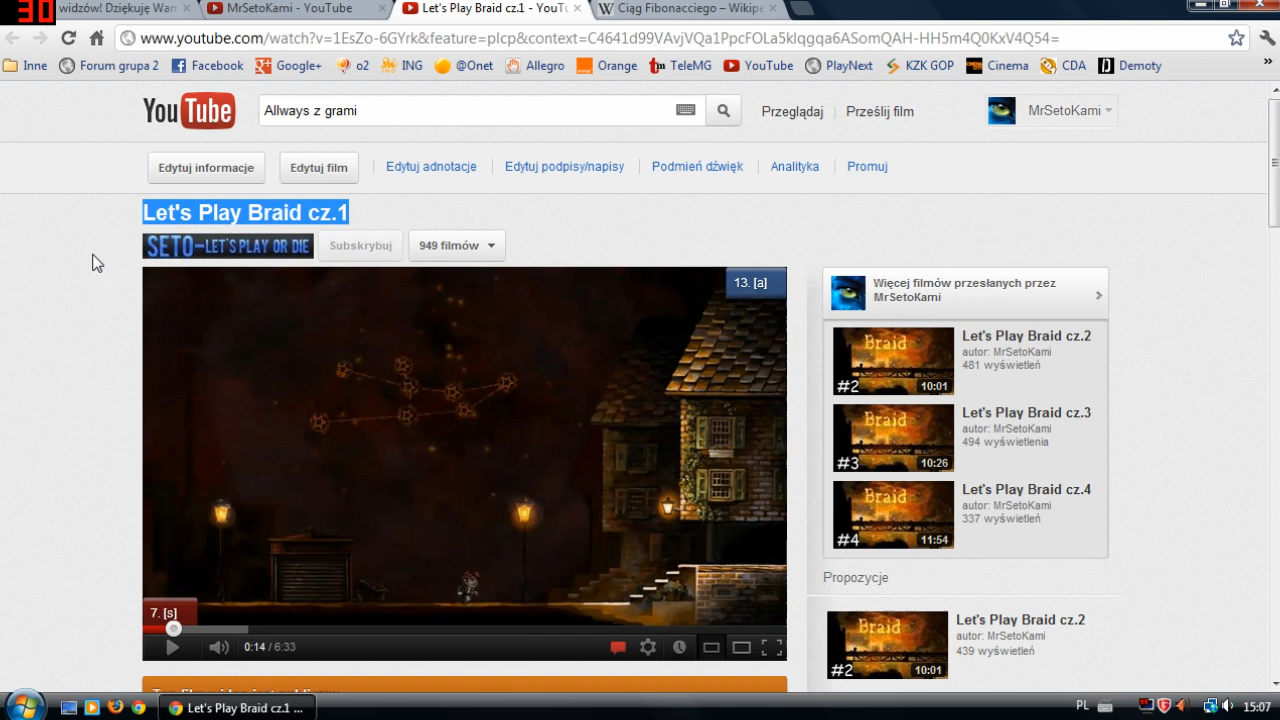 30
widzów! Dziękuję Wam
MrSetoKami - YouTube
Let's Play Braid cz.1 - YouTu
Ciąg Fibonacciego – Wikipe
www.youtube.com/watch?v=1EsZo-6GYrk&feature=plcp&context=C4641d99VAvjVQa1PpcFOLa5klqgqa6ASomQAH-HH5m4Q0KxV4Q54=
Inne
Forum grupa 2
Facebook
Google+
o2
ING
@Onet
Allegro
Orange
TeleMG
YouTube
PlayNext
KZK GOP
Cinema
CDA
Demoty
YouTube
Allways z grami
Przeglądaj
Prześlij film
MrSetoKami
Edytuj informacje
Edytuj film
Edytuj adnotacje
Edytuj podpisy/napisy
Podmień dźwięk
Analityka
Promuj
Let's Play Braid cz.1
SETO-LET'S PLAY OR DIE
Subskrybuj
949 filmów
13. [a]
7. [s]
0:14 / 6:33
Więcej filmów przesłanych przez
MrSetoKami
Braid
#2
10:01
Let's Play Braid cz.2
autor: MrSetoKami
481 wyświetleń
Braid
#3
10:26
Let's Play Braid cz.3
autor: MrSetoKami
494 wyświetlenia
Braid
#4
11:54
Let's Play Braid cz.4
autor: MrSetoKami
337 wyświetleń
Propozycje
Braid
#2
10:01
Let's Play Braid cz.2
autor: MrSetoKami
439 wyświetleń
Let's Play Braid cz.1 ...
PL
15:07